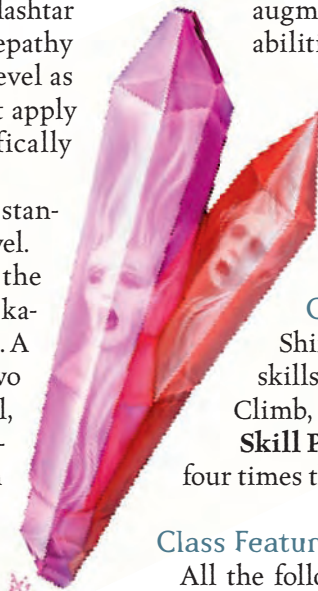 lashtar
epathy
evel as
t apply
fically
stan-
vel.
the
ka-
. A
wo
l,
-
augm
abiliti
Shi
skills
Climb,
Skill P
four times t
Class Featur
All the follo